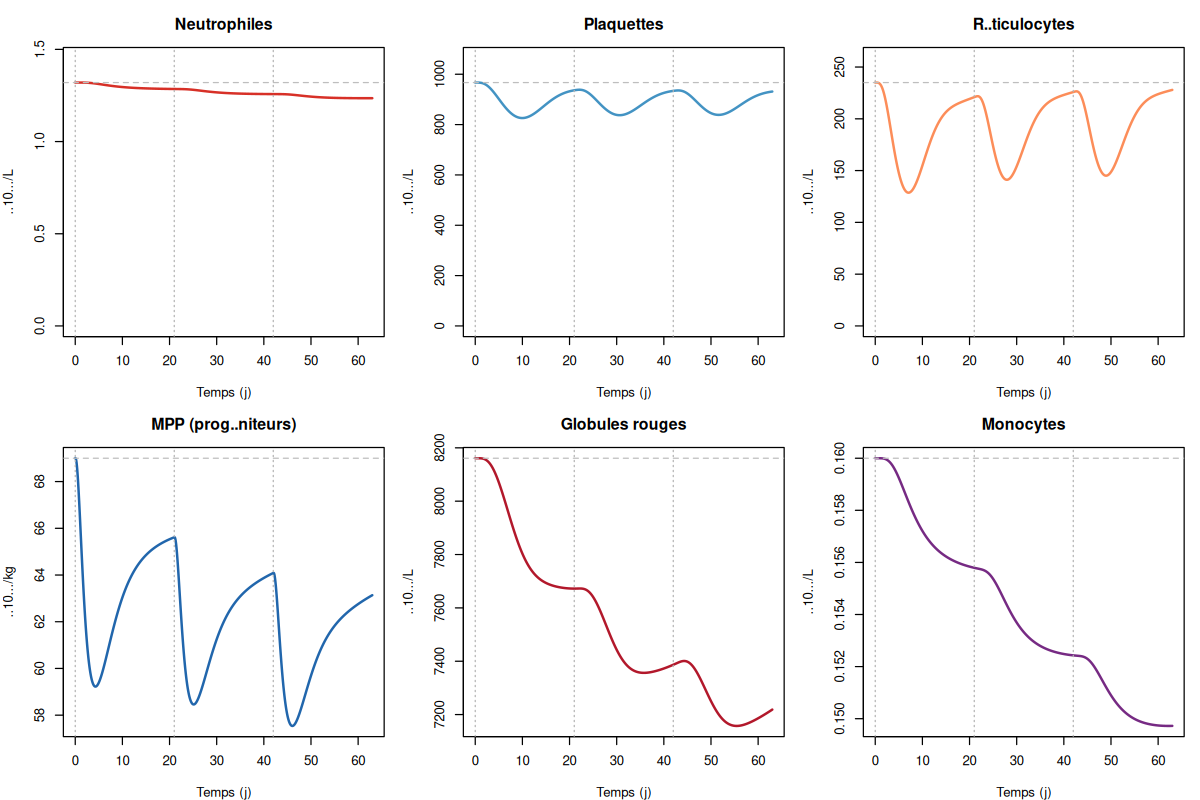 Neutrophiles
Plaquettes
R..ticulocytes
..10.../L
0.0 0.5 1.0 1.5
0 10 20 30 40 50 60
Temps (j)
..10.../L
0 200 400 600 800 1000
0 10 20 30 40 50 60
Temps (j)
..10.../L
0 50 100 150 200 250
0 10 20 30 40 50 60
Temps (j)
MPP (prog..niteurs)
Globules rouges
Monocytes
..10.../kg
58 60 62 64 66 68
0 10 20 30 40 50 60
Temps (j)
..10.../L
7200 7400 7600 7800 8000 8200
0 10 20 30 40 50 60
Temps (j)
..10.../L
0.150 0.152 0.154 0.156 0.158 0.160
0 10 20 30 40 50 60
Temps (j)